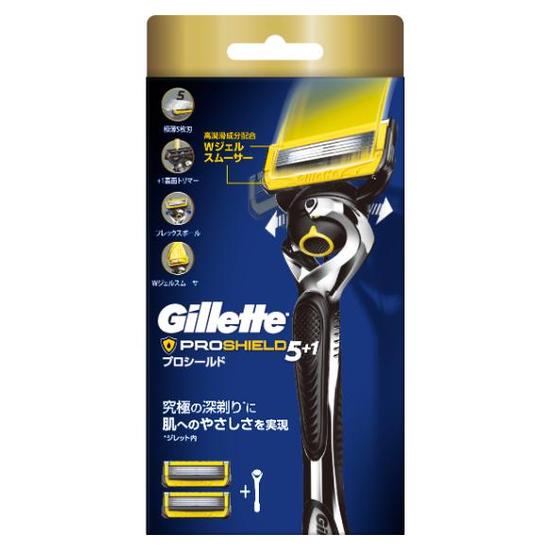 5
極薄5枚刃
+1裏面トリマー
フレックスボール
Wジェルスムーサー
高潤滑成分配合
Wジェル
スムーサー
GILLETTE
Gillette
PROSHIELD 5+1
プロシールド
究極の深剃り*に
肌へのやさしさを実現
*ジレット内
+
Gillette